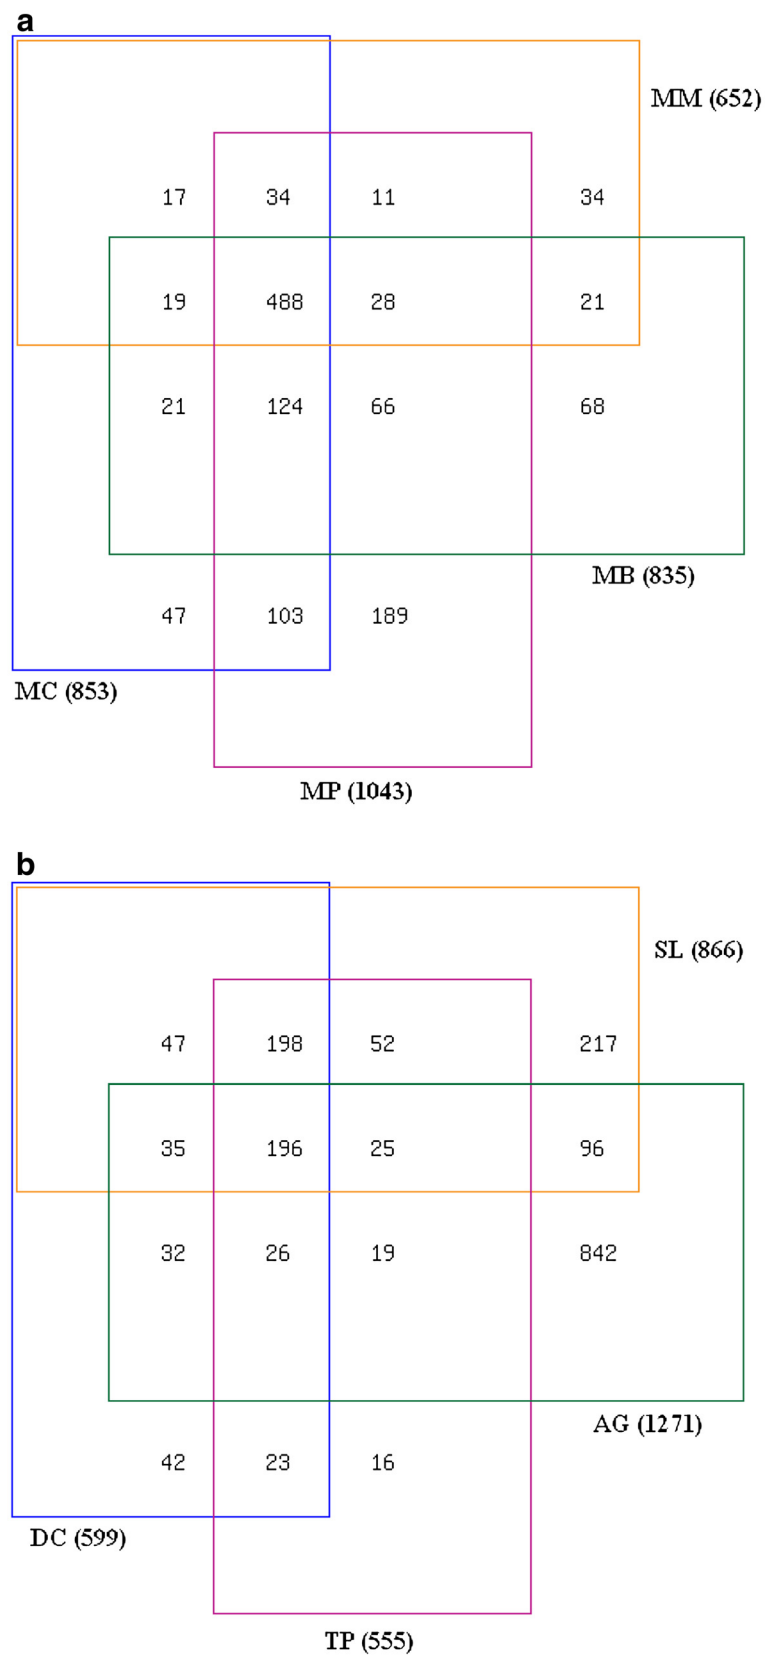 a
MM (652)
17 34 11 34
19 488 28 21
21 124 66 68
MB (835)
47 103 189
MC (853)
MP (1043)
b
SL (866)
47 198 52 217
35 196 25 96
32 26 19 842
AG (1271)
42 23 16
DC (599)
TP (555)